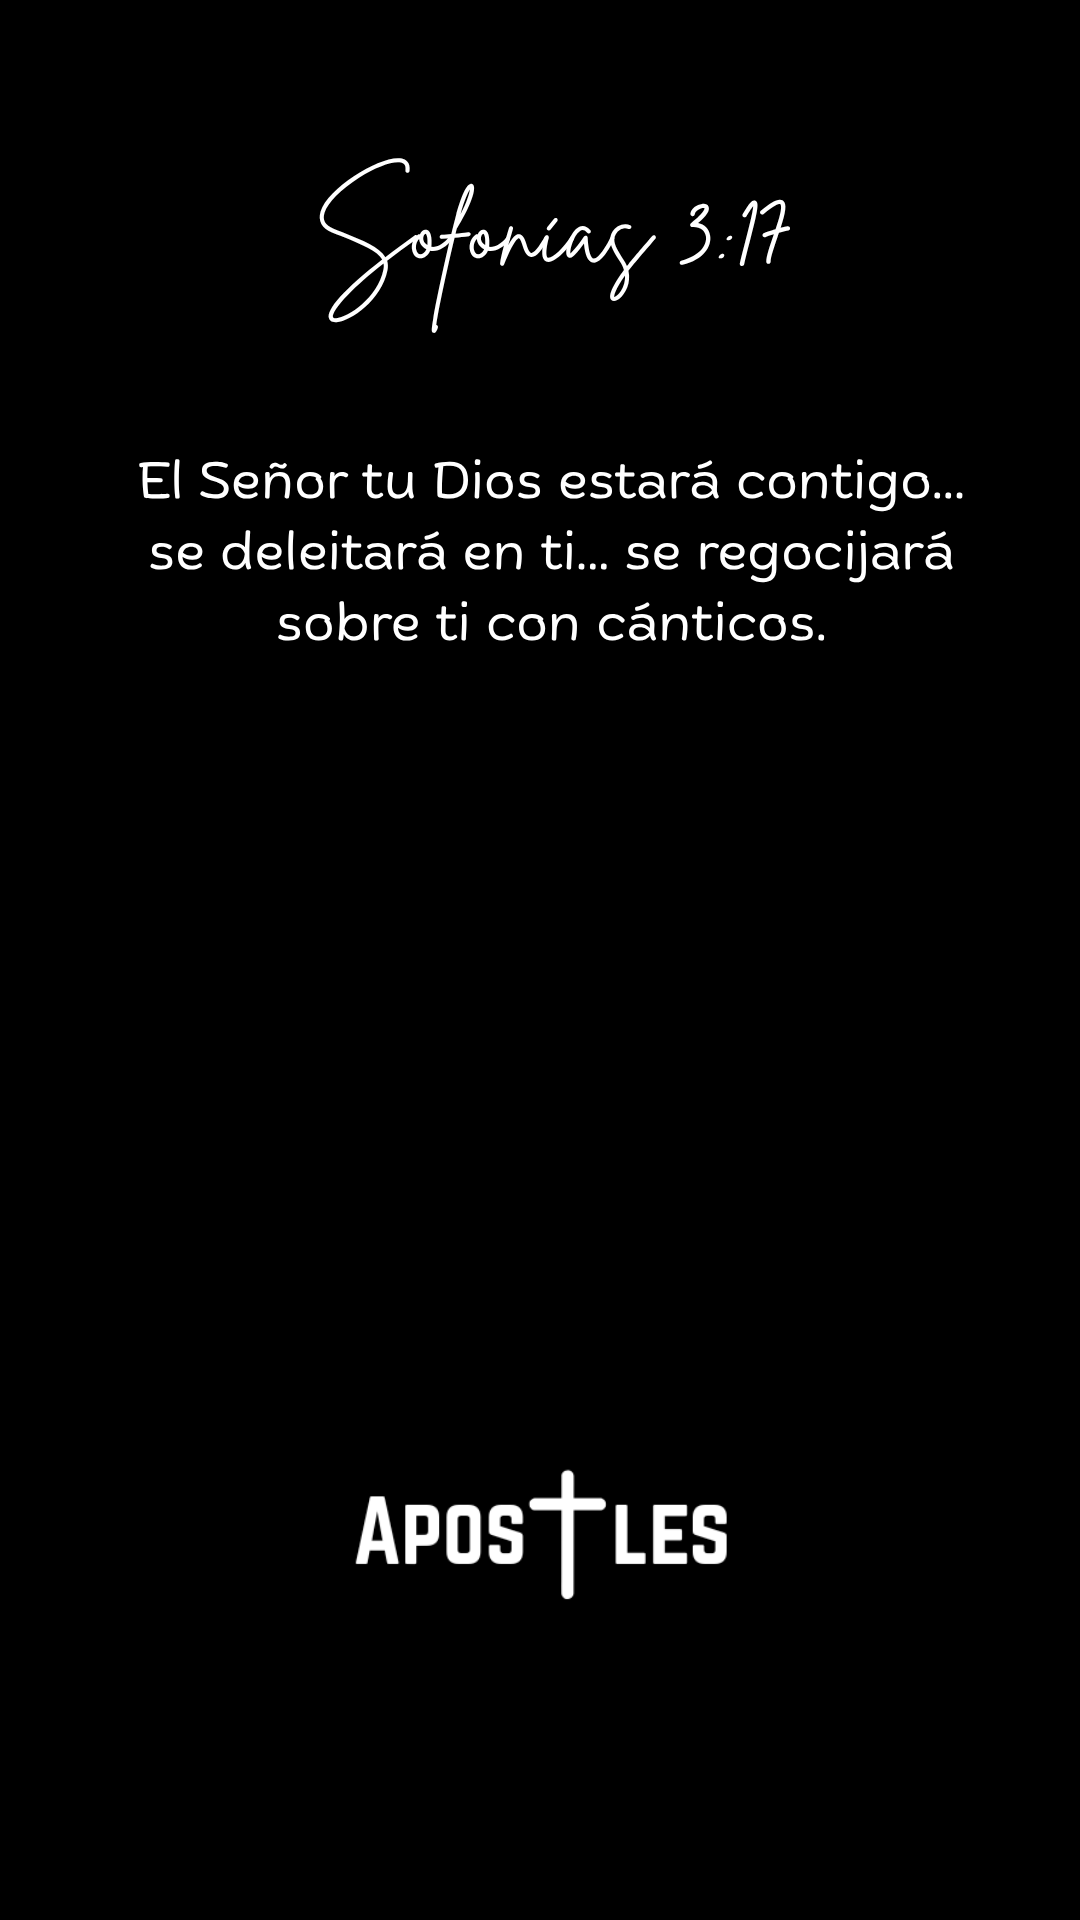 Sofonías 3:17
El Señor tu Dios estará contigo...
se deleitará en ti... se regocijará
sobre ti con cánticos.
APOSTLES